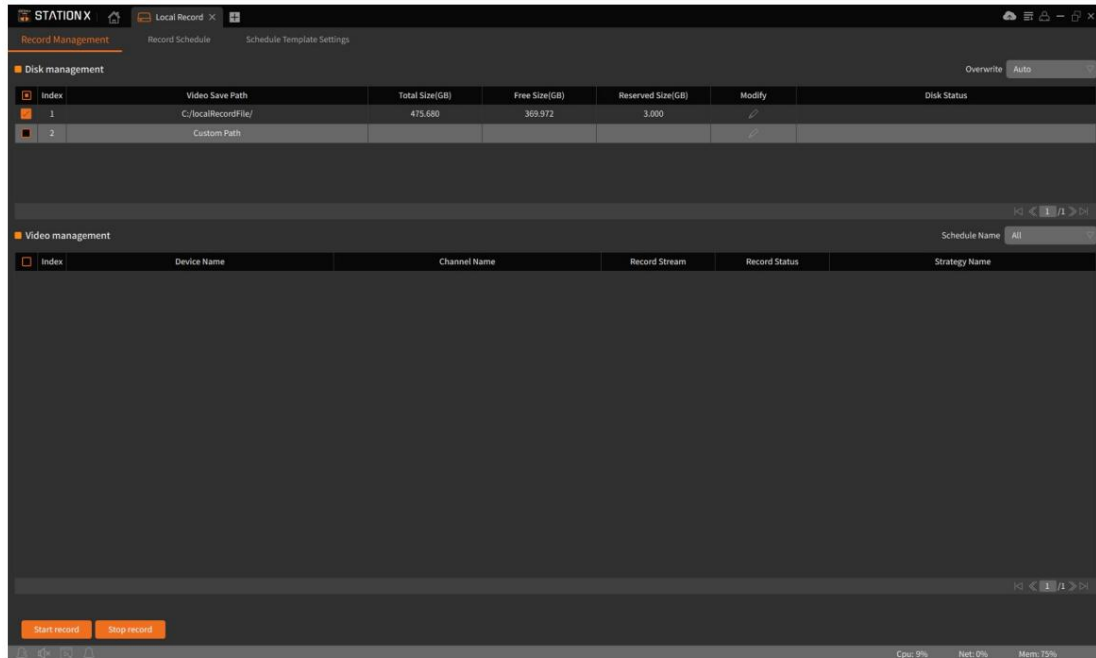 STATIONX Local Record
Record Management Record Schedule Schedule Template Settings
Disk management Overwrite Auto
Index Video Save Path Total Size(GB) Free Size(GB) Reserved Size(GB) Modify Disk Status
1 C:/localRecordFile/ 475.680 369.972 3.000
2 Custom Path
1 /1
Video management Schedule Name All
Index Device Name Channel Name Record Stream Record Status Strategy Name
1 /1
Start record Stop record
Cpu: 9% Net: 0% Mem: 75%